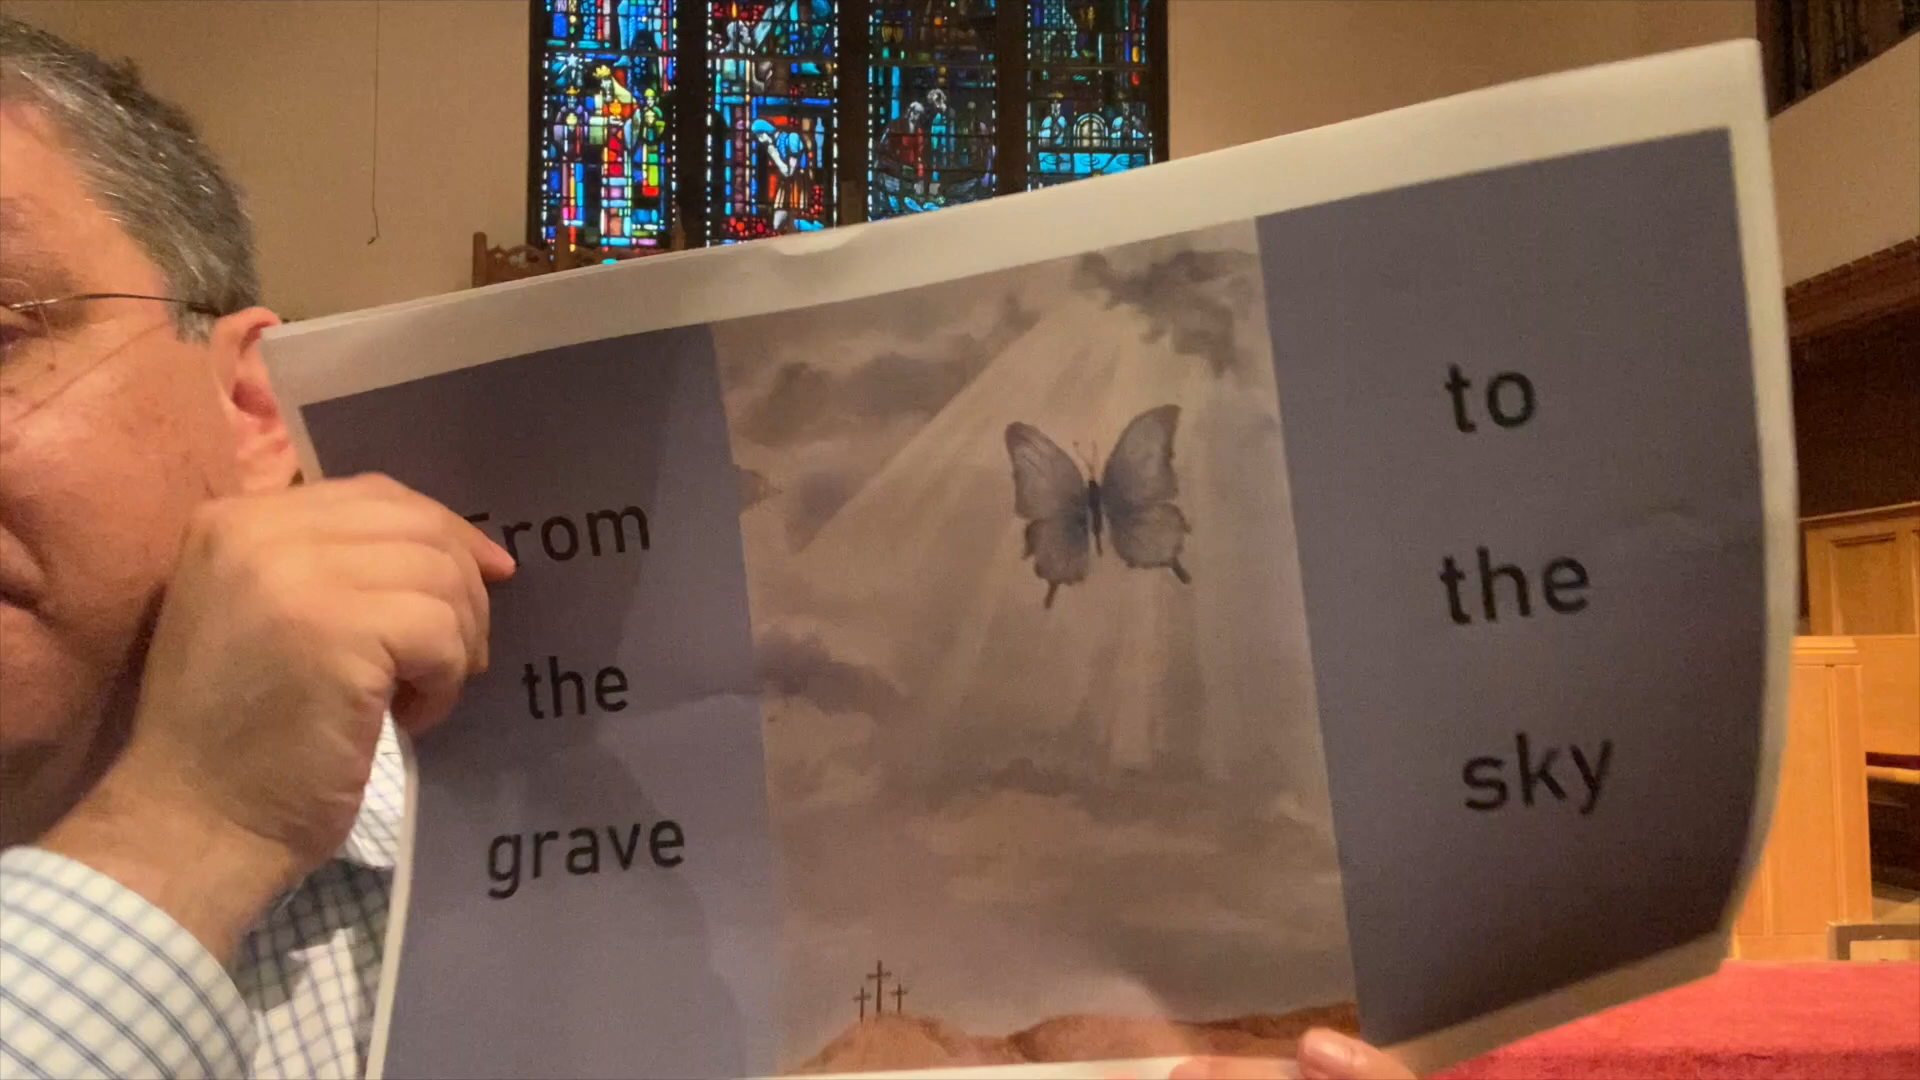 From
the
grave
to
the
sky